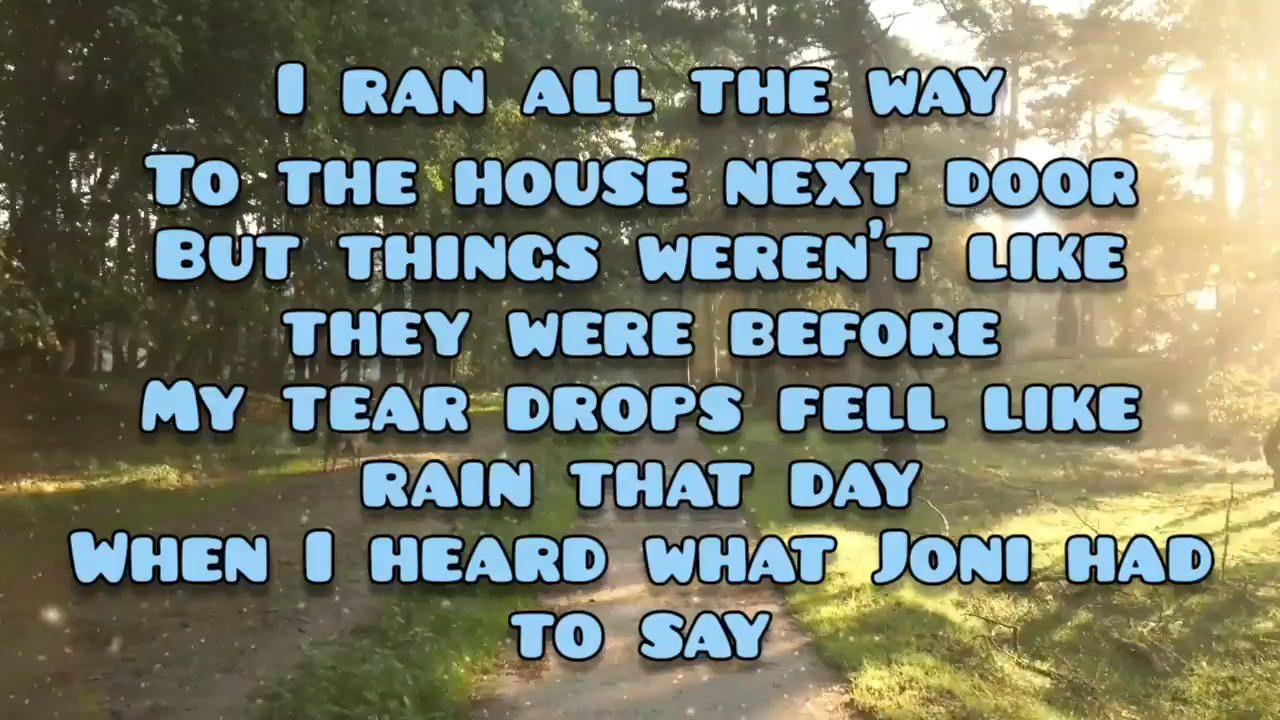 I RAN ALL THE WAY
TO THE HOUSE NEXT DOOR
BUT THINGS WEREN'T LIKE
THEY WERE BEFORE
MY TEAR DROPS FELL LIKE
RAIN THAT DAY
WHEN I HEARD WHAT JONI HAD
TO SAY